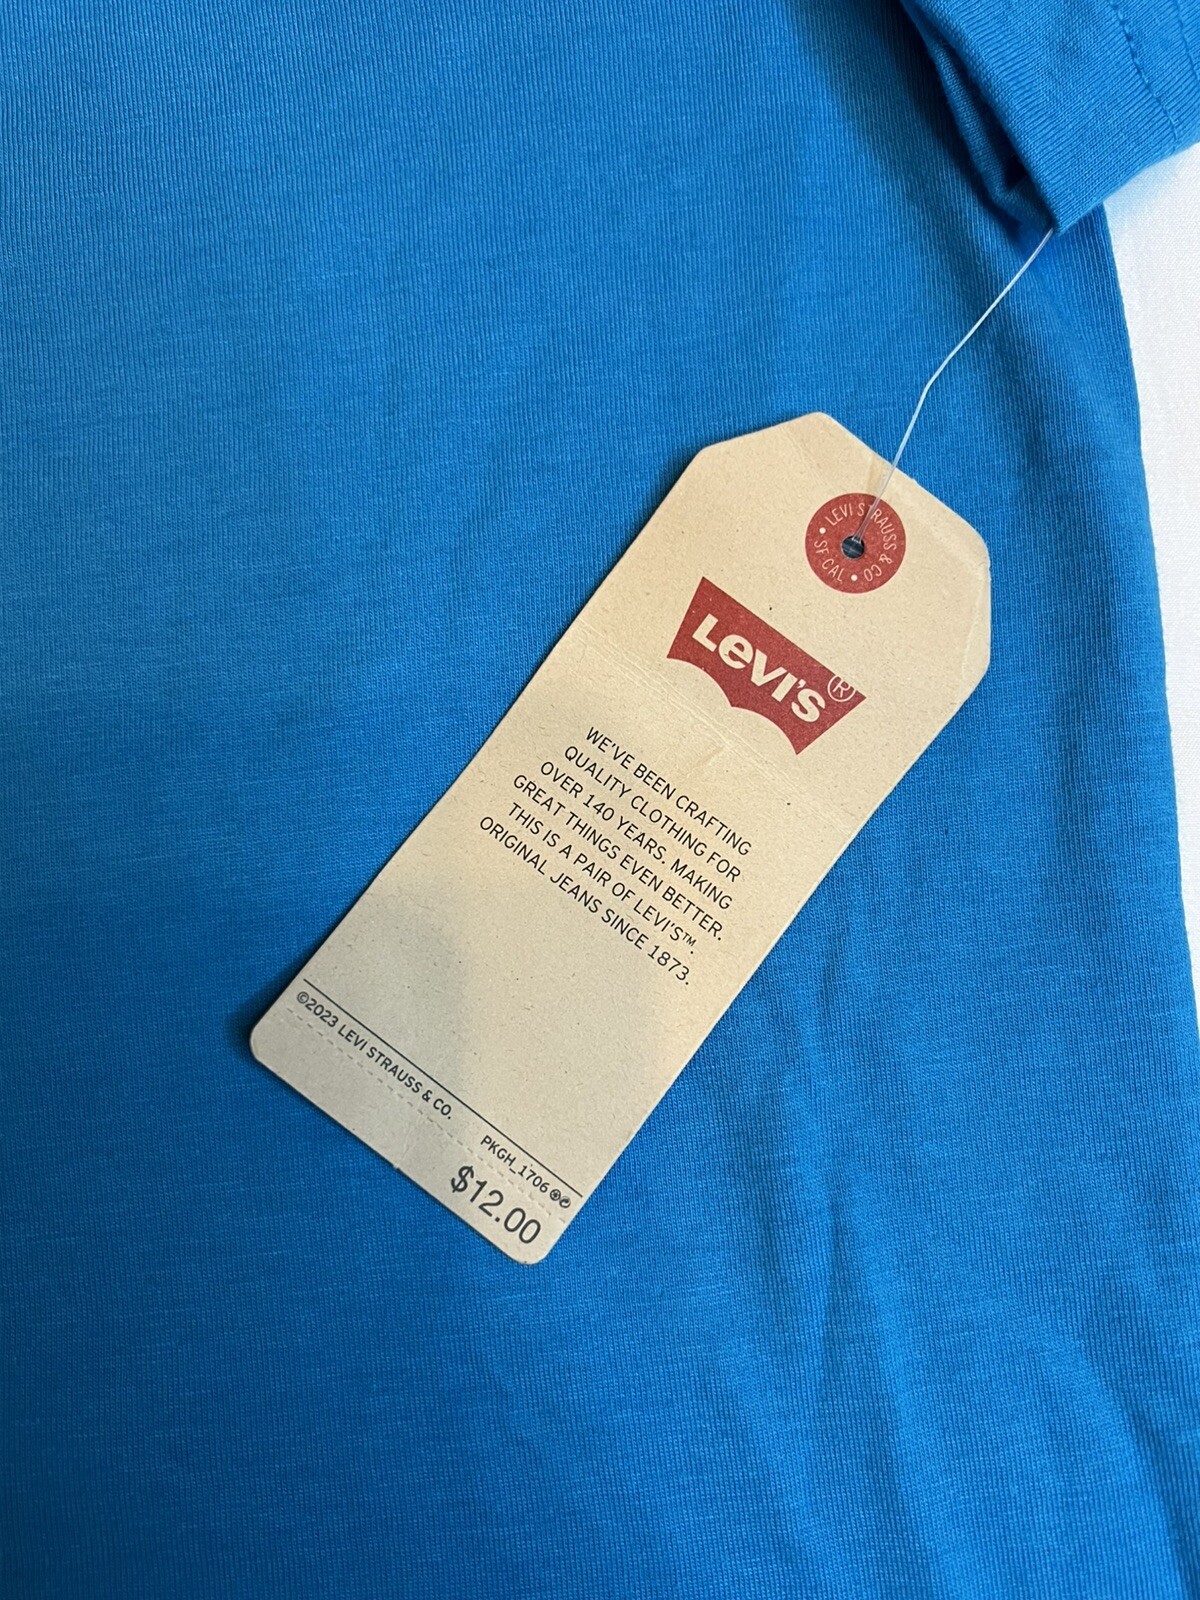 LEVI STRAUSS & CO • SF CAL •
Levi's®
WE'VE BEEN CRAFTING
QUALITY CLOTHING FOR
OVER 140 YEARS. MAKING
GREAT THINGS EVEN BETTER.
THIS IS A PAIR OF LEVI'S™.
ORIGINAL JEANS SINCE 1873.
©2023 LEVI STRAUSS & CO. PKGH_1706
$12.00